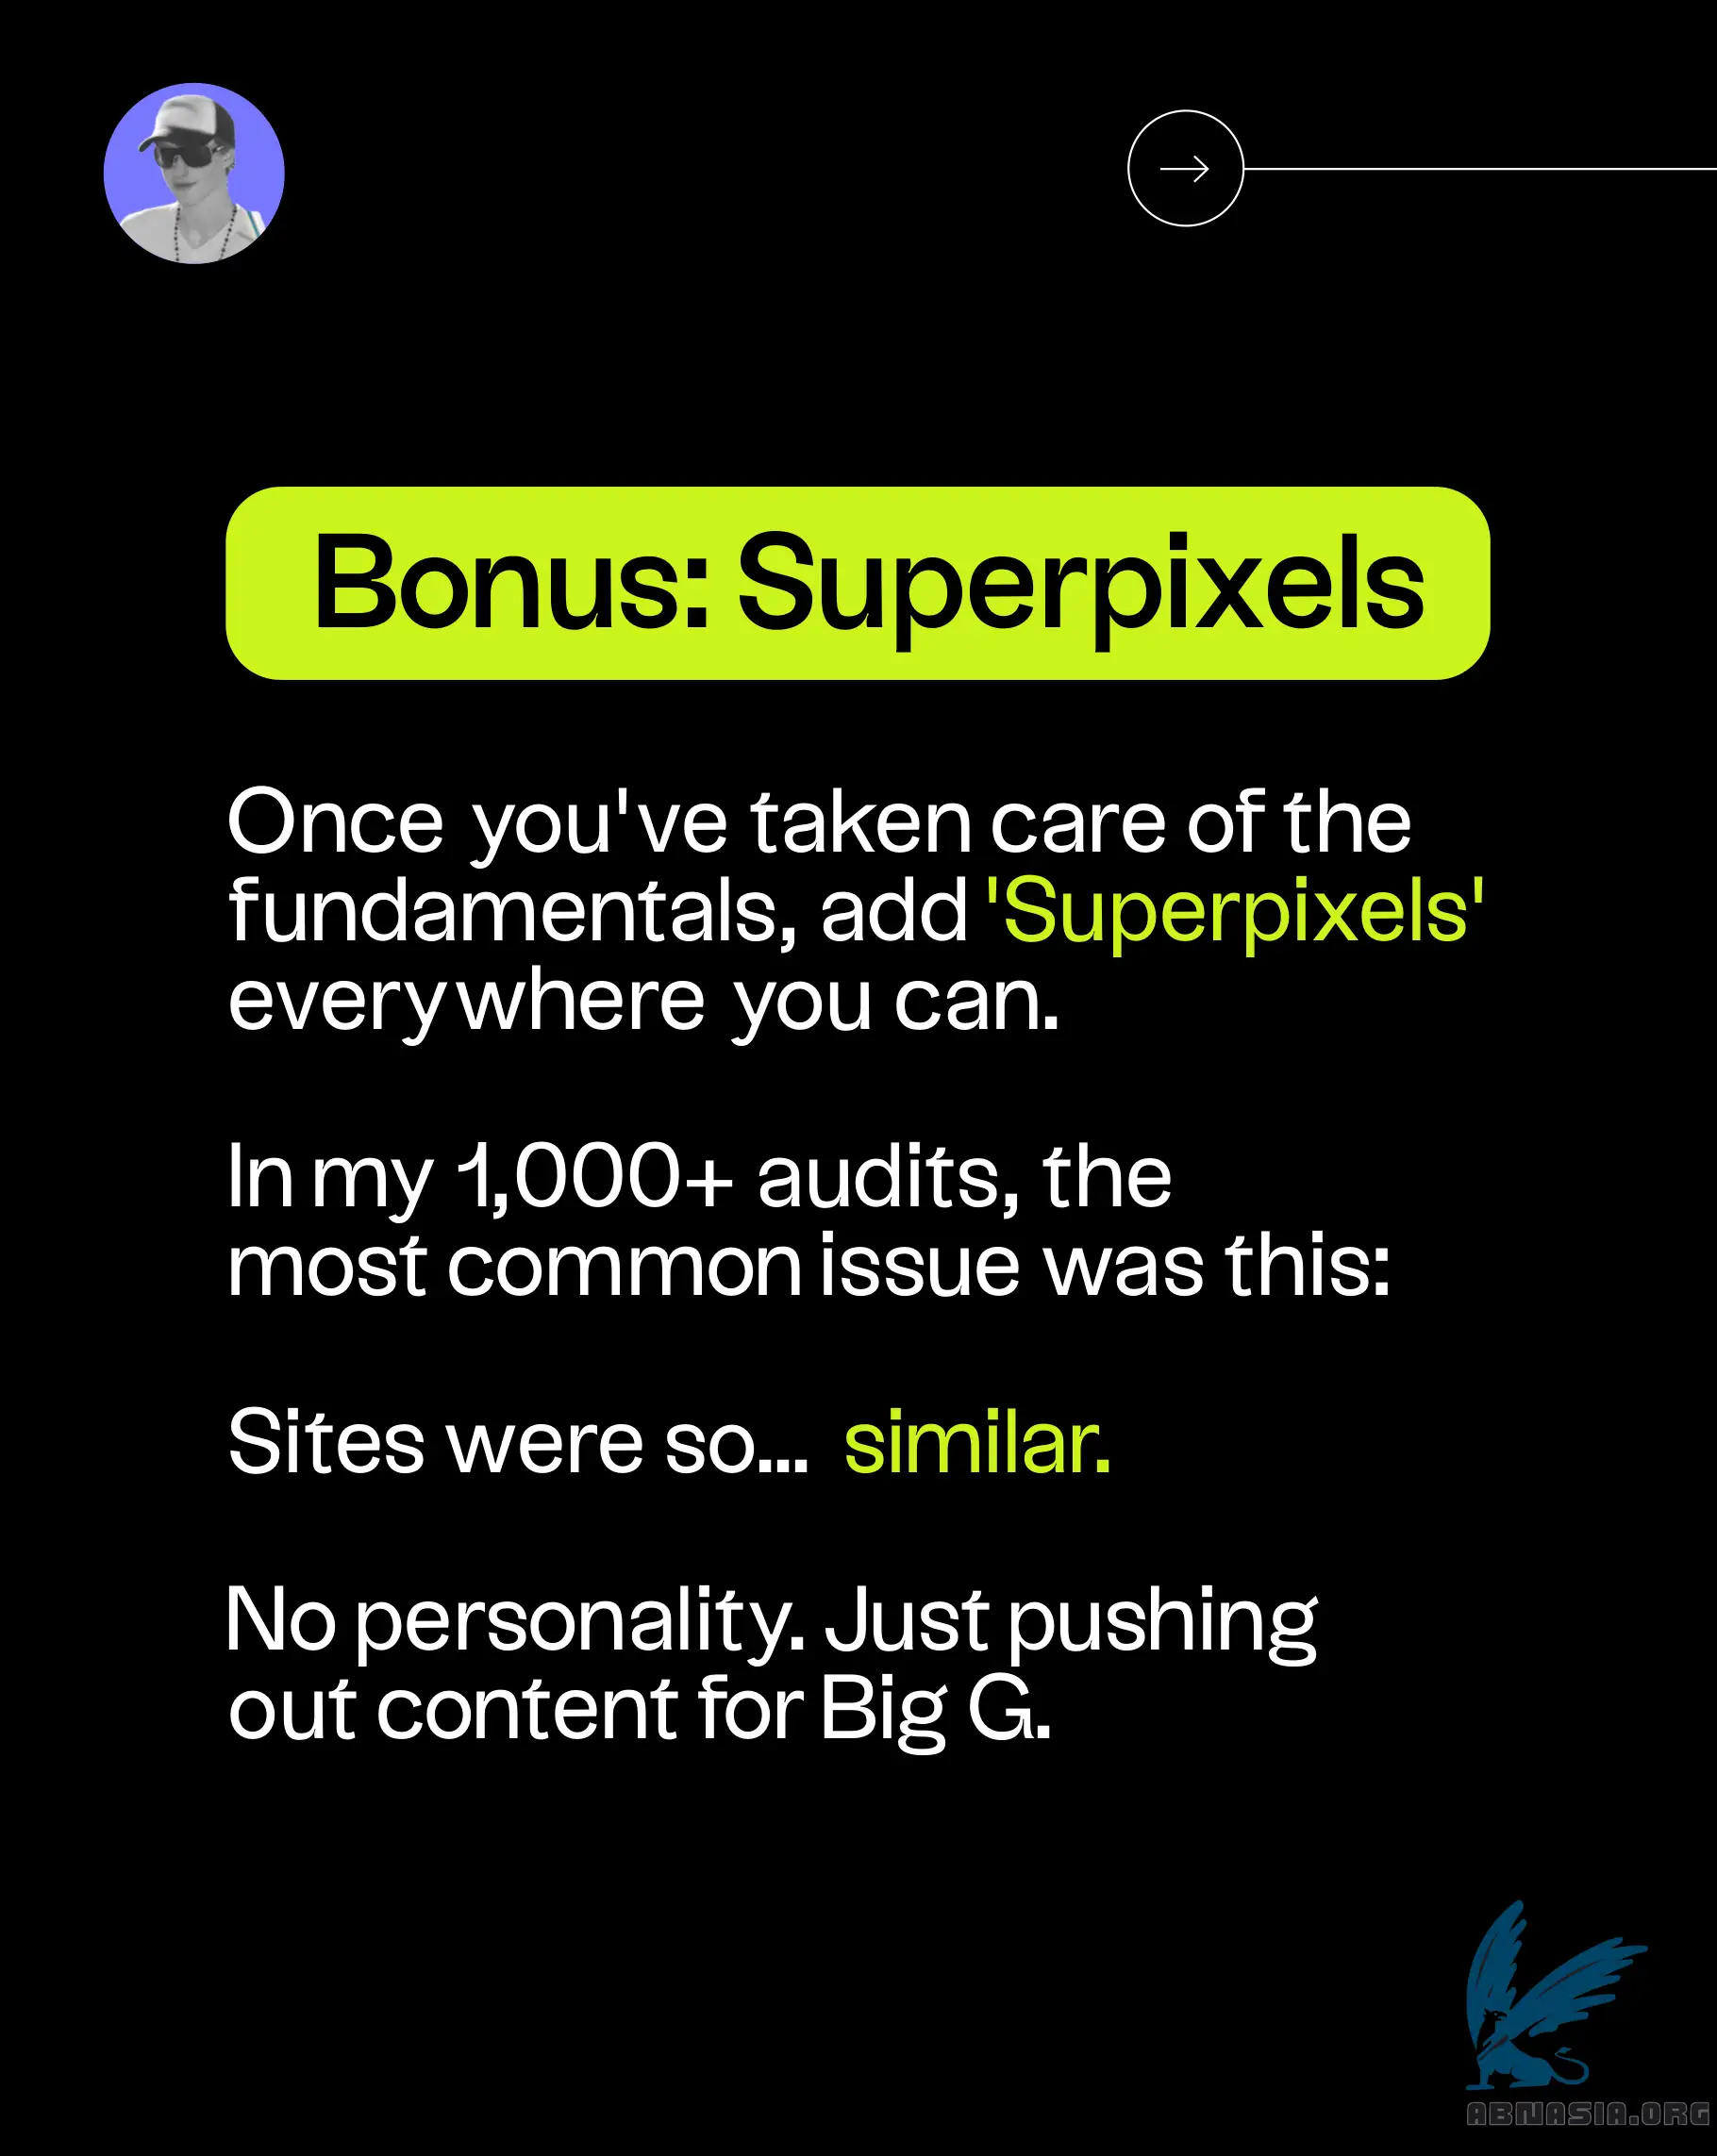 Bonus: Superpixels
Once you've taken care of the
fundamentals, add 'Superpixels'
everywhere you can.
In my 1,000+ audits, the
most common issue was this:
Sites were so... similar.
No personality. Just pushing
out content for Big G.
ABNASIA.ORG